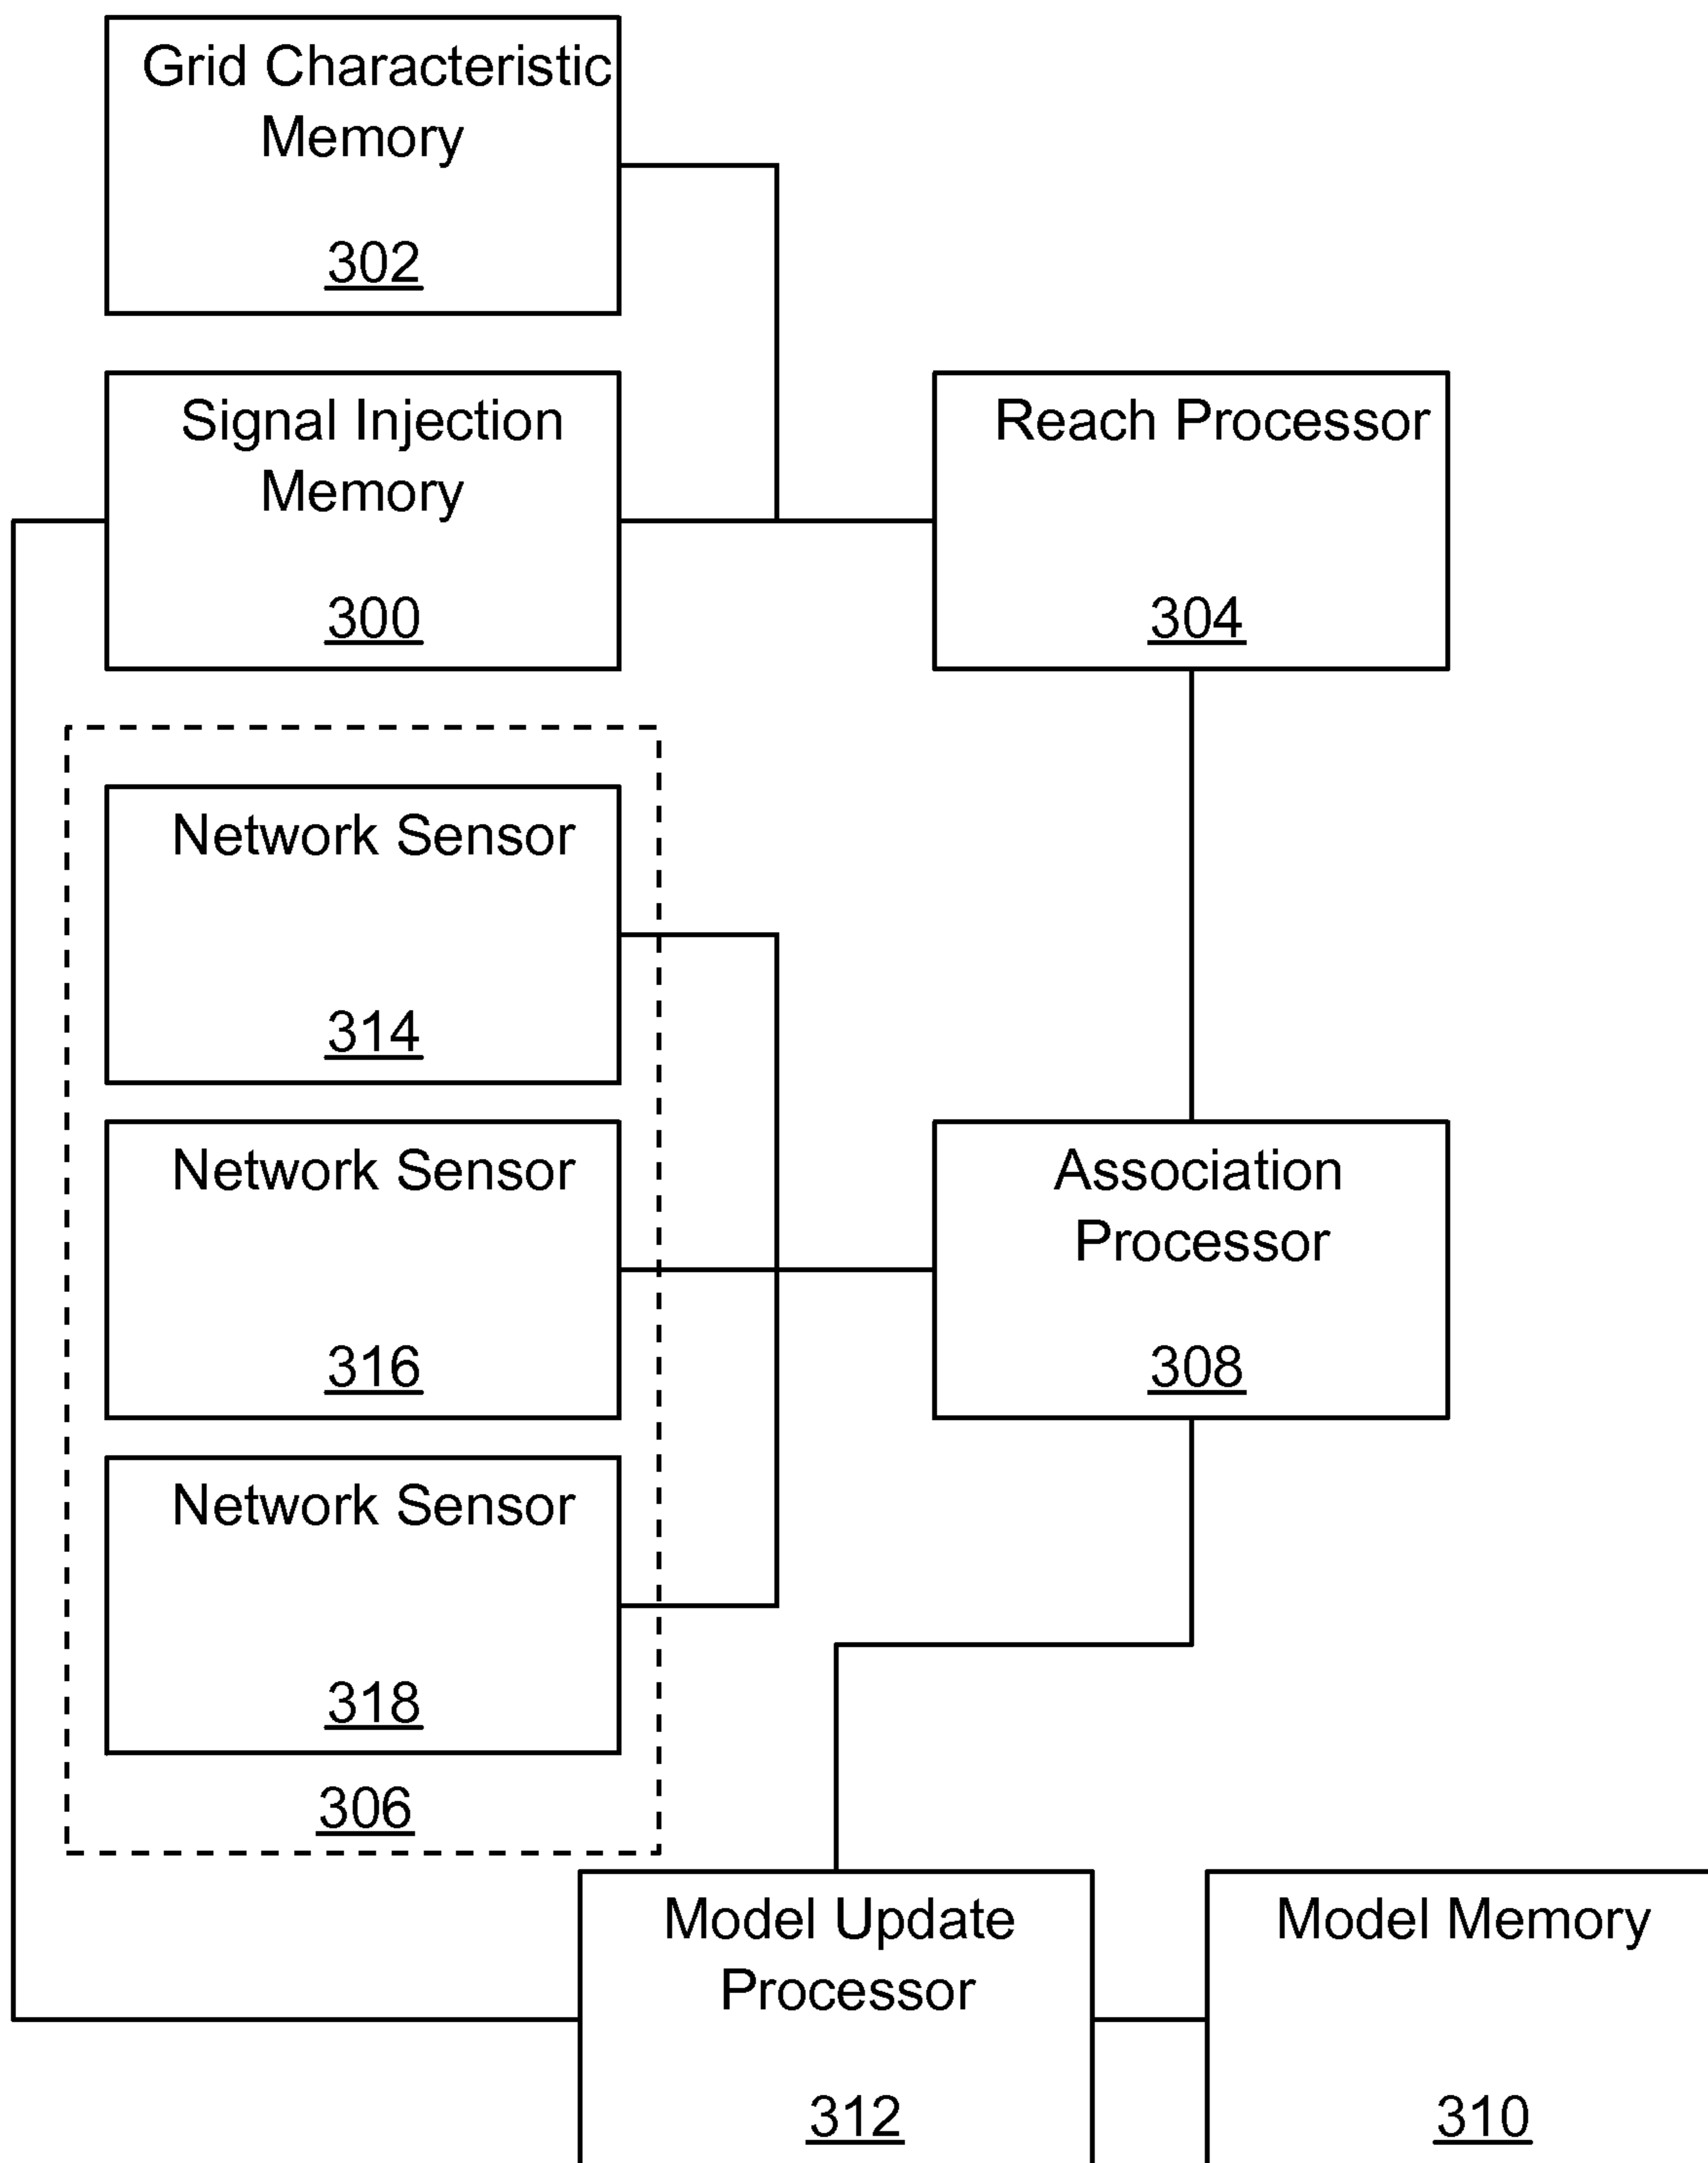 Grid Characteristic
Memory
302
Signal Injection
Memory
300
Reach Processor
304
Network Sensor
314
Network Sensor
316
Association
Processor
308
Network Sensor
318
306
Model Update
Processor
312
Model Memory
310